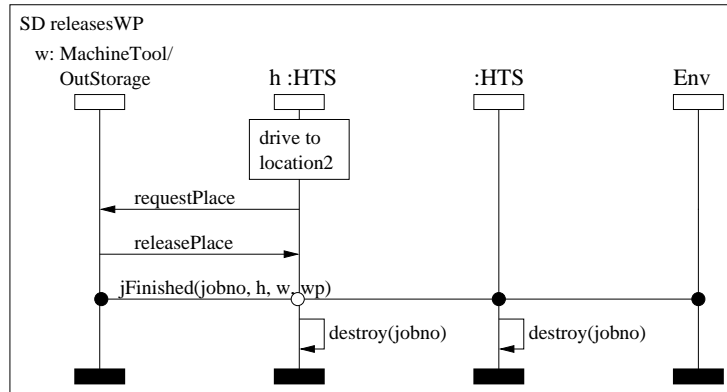 SD releasesWP
w: MachineTool/
OutStorage
h :HTS
:HTS
Env
drive to
location2
requestPlace
releasePlace
jFinished(jobno, h, w, wp)
destroy(jobno)
destroy(jobno)